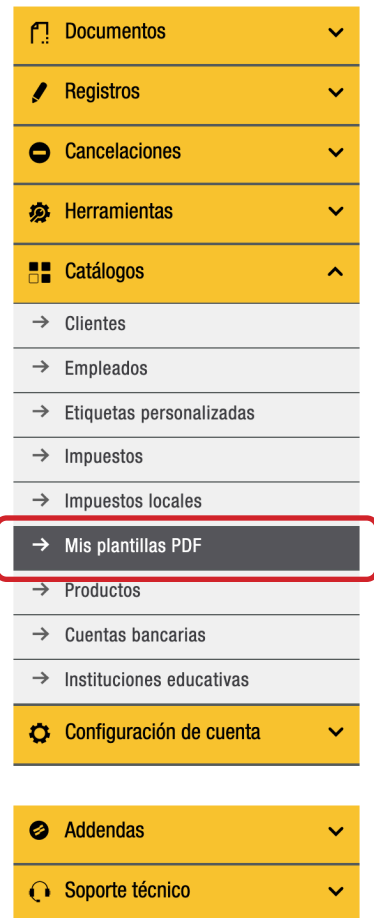 Documentos
Registros
Cancelaciones
Herramientas
Catálogos
Clientes
Empleados
Etiquetas personalizadas
Impuestos
Impuestos locales
Mis plantillas PDF
Productos
Cuentas bancarias
Instituciones educativas
Configuración de cuenta
Addendas
Soporte técnico